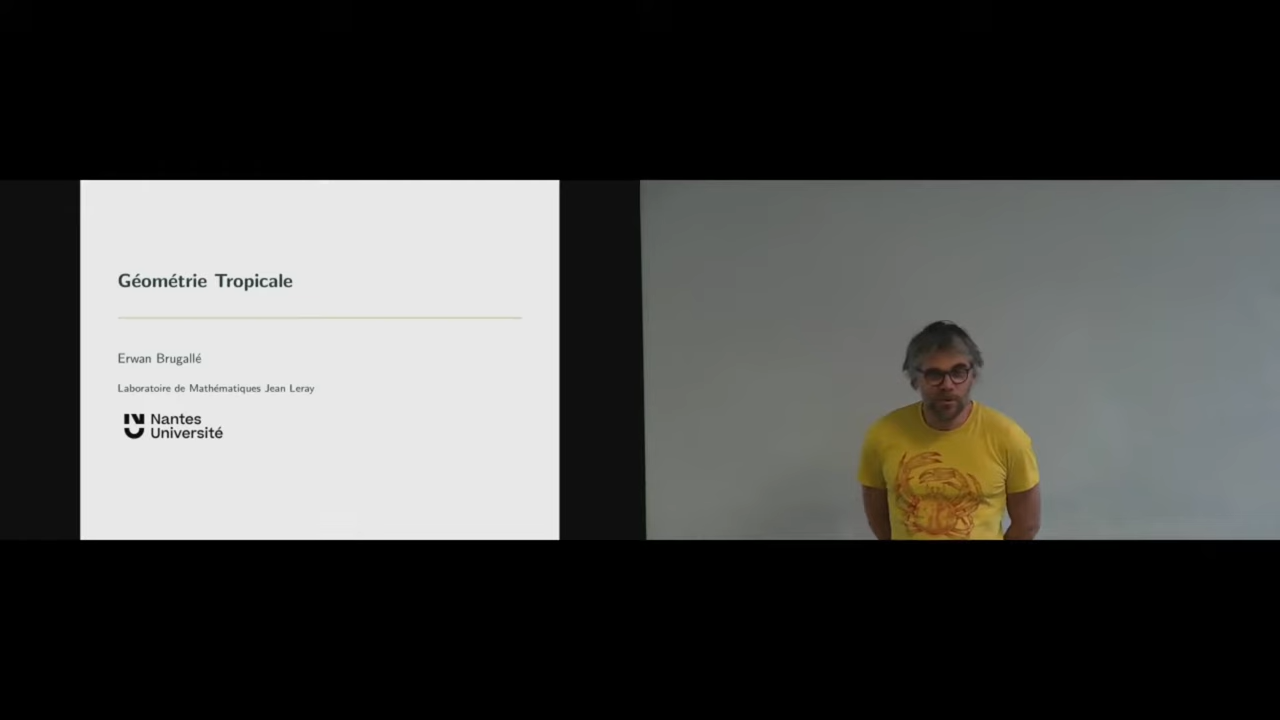 Géométrie Tropicale
Erwan Brugallé
Laboratoire de Mathématiques Jean Leray
Nantes
Université